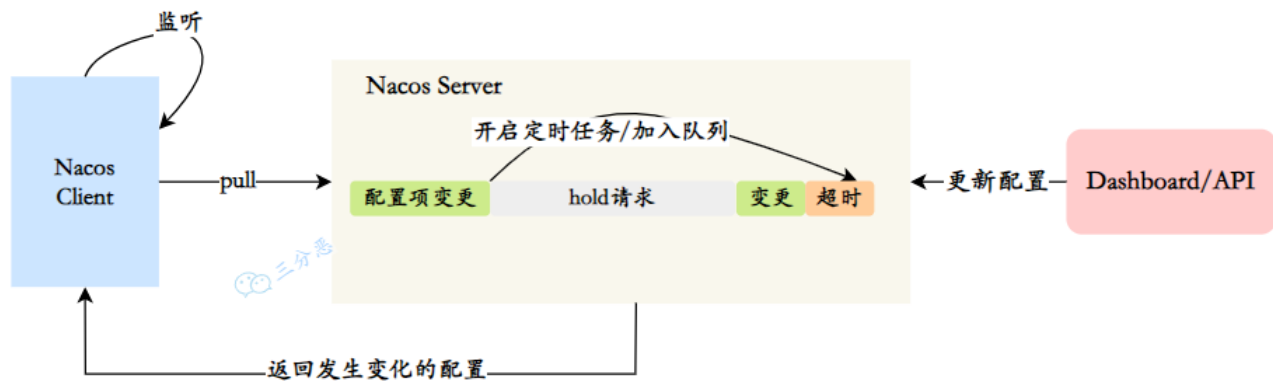 监听
Nacos Server
开启定时任务/加入队列
Nacos
Client
pull
配置项变更
hold请求
变更
超时
更新配置
Dashboard/API
三分恶
返回发生变化的配置